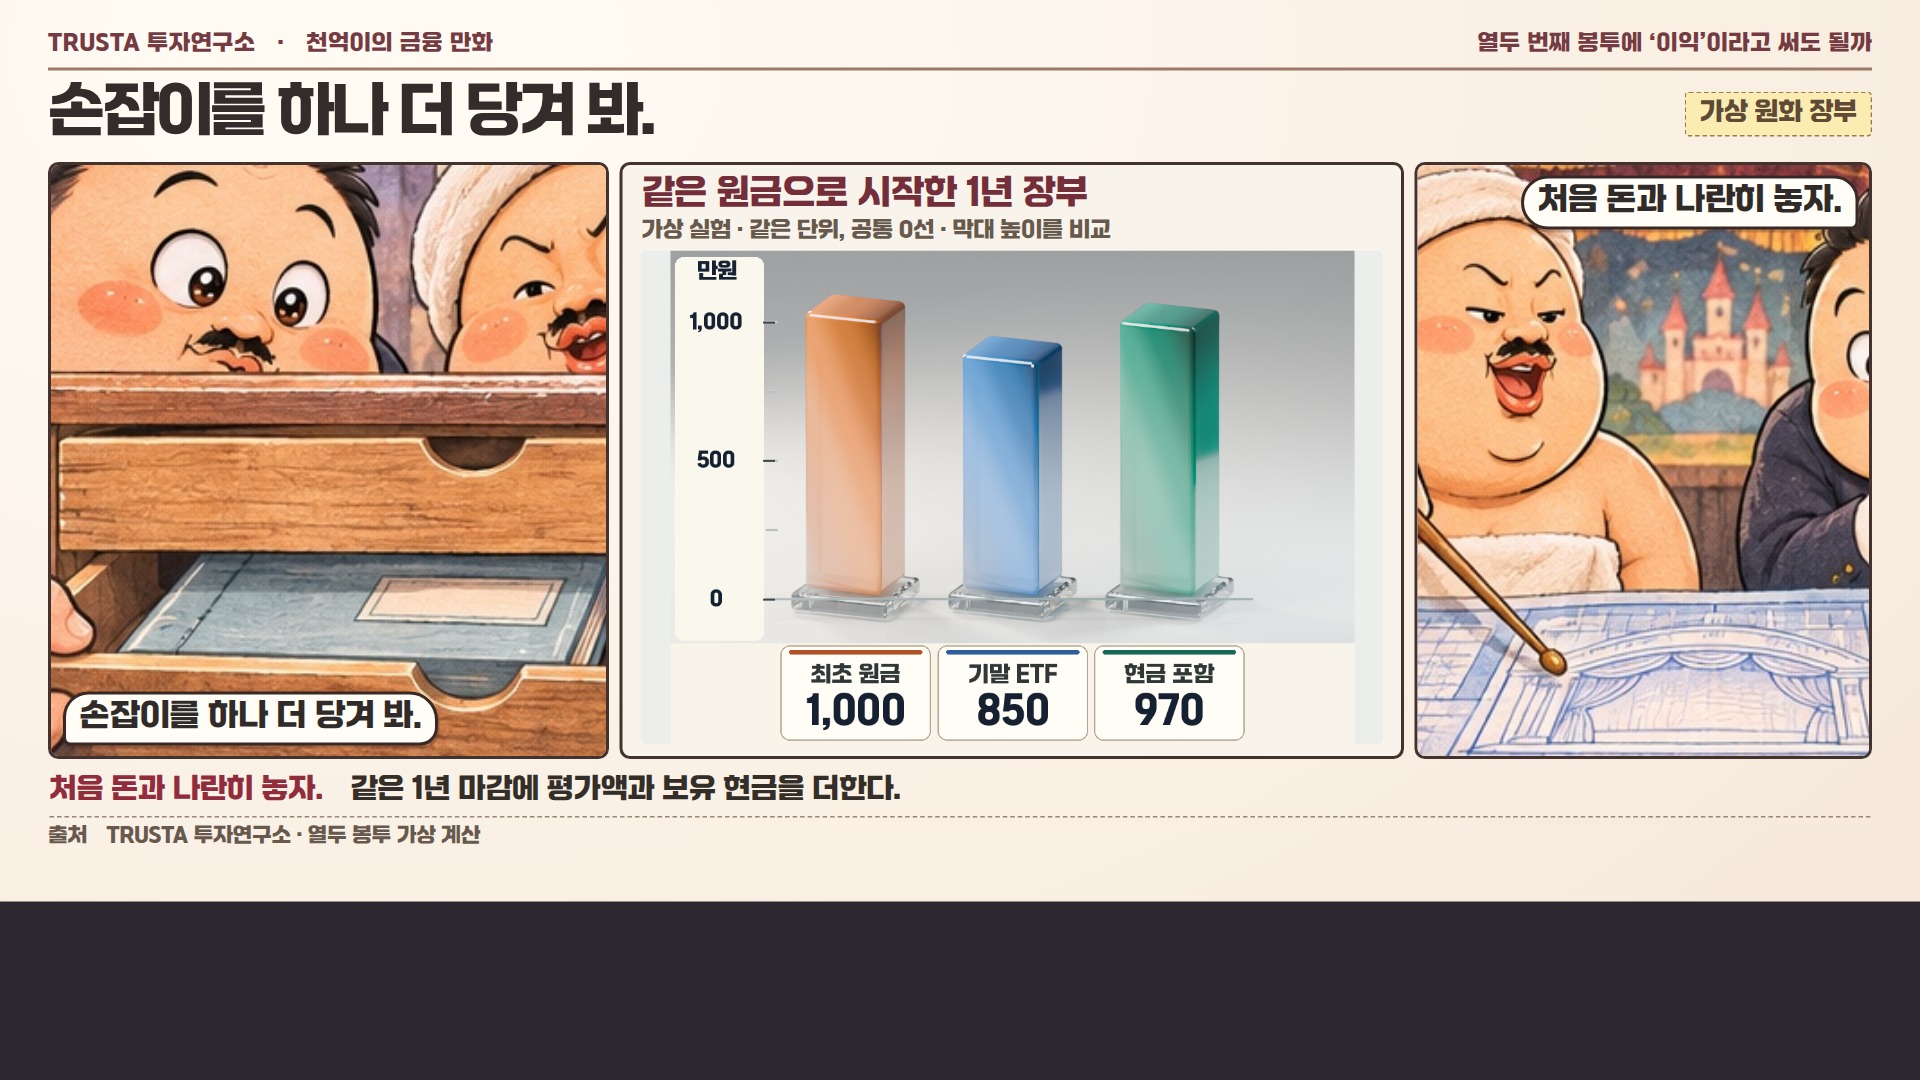 TRUSTA 투자연구소 · 천억이의 금융 만화
열두 번째 봉투에 ‘이익’이라고 써도 될까
손잡이를 하나 더 당겨 봐.
가상 원화 장부
손잡이를 하나 더 당겨 봐.
같은 원금으로 시작한 1년 장부
가상 실험 · 같은 단위, 공통 0선 · 막대 높이를 비교
만원
1,000
500
0
최초 원금
1,000
기말 ETF
850
현금 포함
970
처음 돈과 나란히 놓자.
처음 돈과 나란히 놓자. 같은 1년 마감에 평가액과 보유 현금을 더한다.
출처 TRUSTA 투자연구소 · 열두 봉투 가상 계산